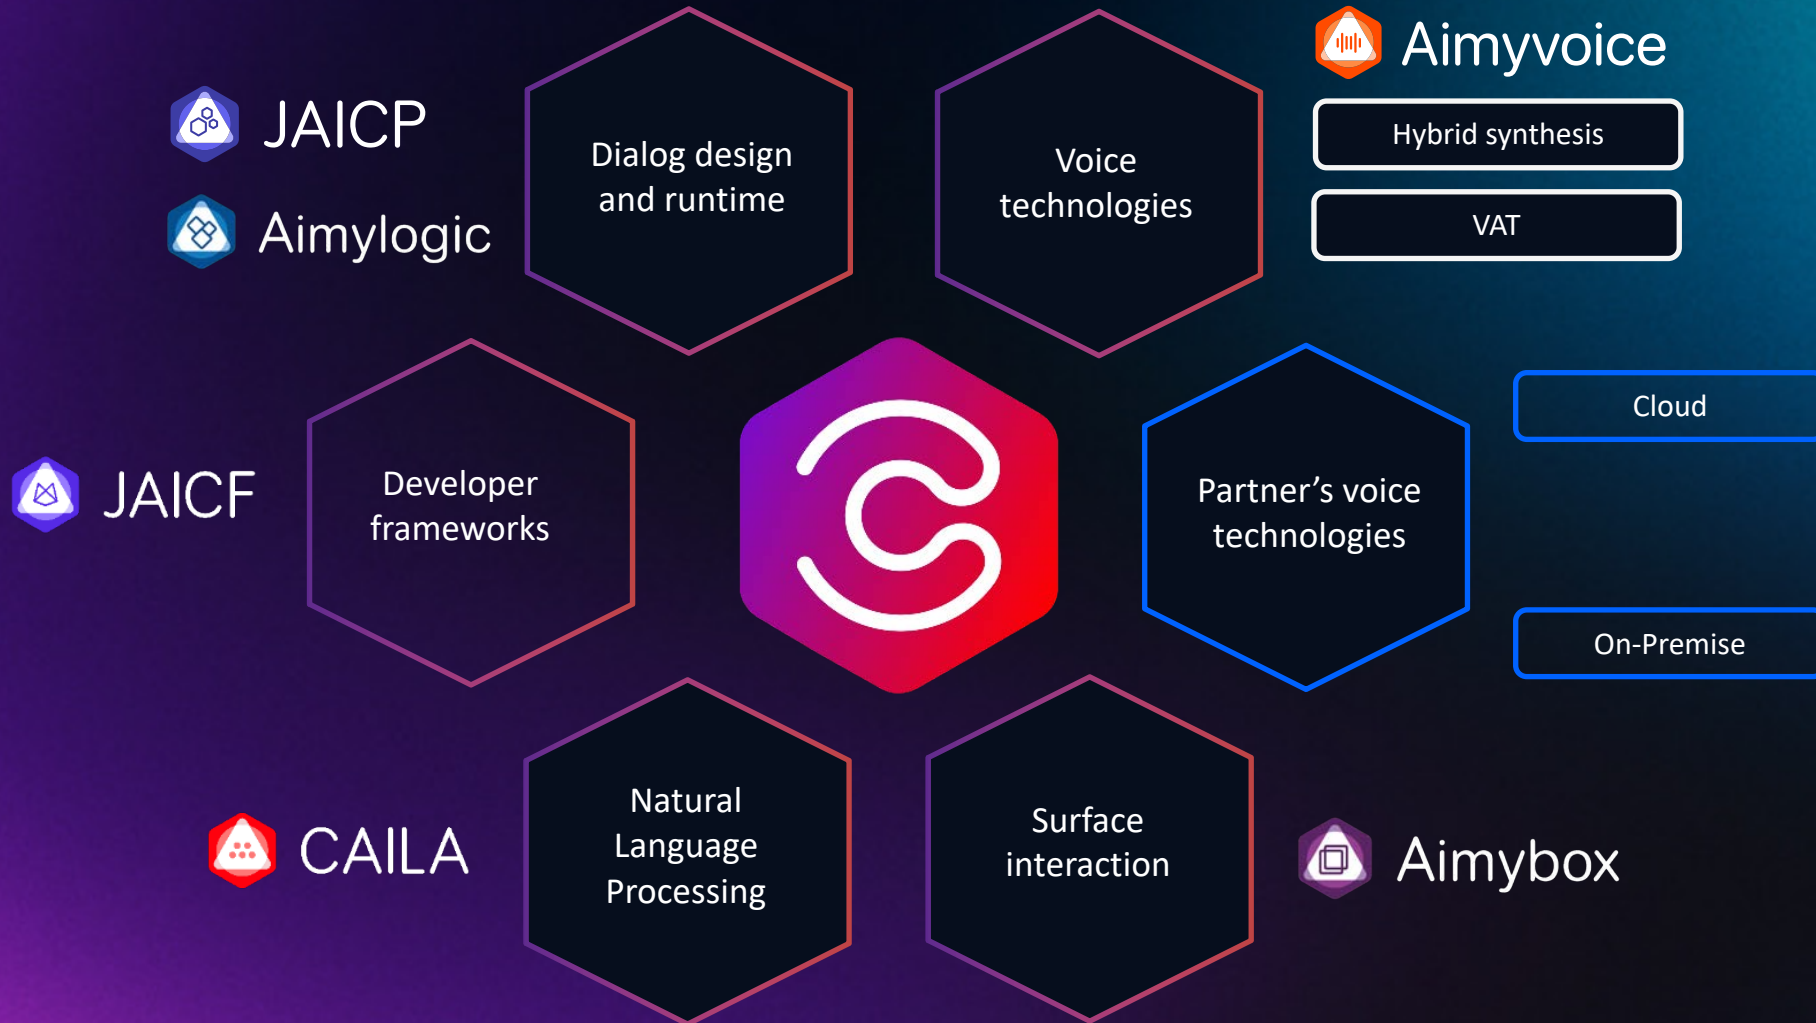 JAICP
Aimylogic
Dialog design
and runtime
Voice
technologies
Aimyvoice
Hybrid synthesis
VAT
JAICF
Developer
frameworks
Partner’s voice
technologies
Cloud
On-Premise
CAILA
Natural
Language
Processing
Surface
interaction
Aimybox